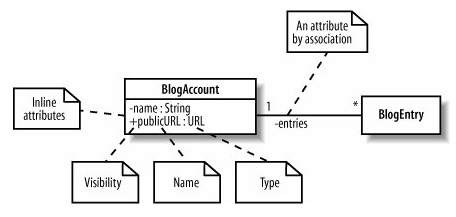 An attribute
by association
BlogAccount
Inline
attributes
-name : String
+publicURL : URL
1
*
-entries
BlogEntry
Visibility
Name
Type